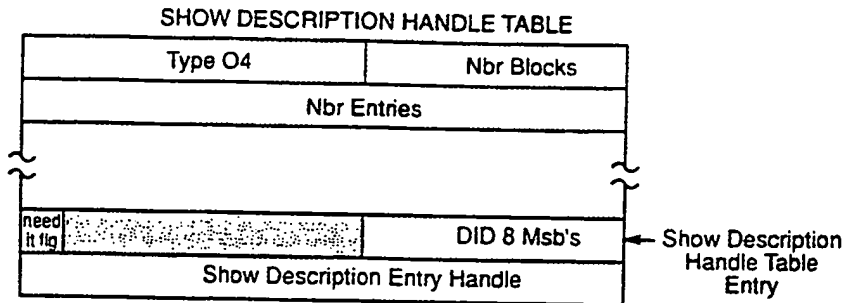 SHOW DESCRIPTION HANDLE TABLE
Type O4
Nbr Blocks
Nbr Entries
need
it flg
DID 8 Msb's
Show Description Entry Handle
Show Description
Handle Table
Entry